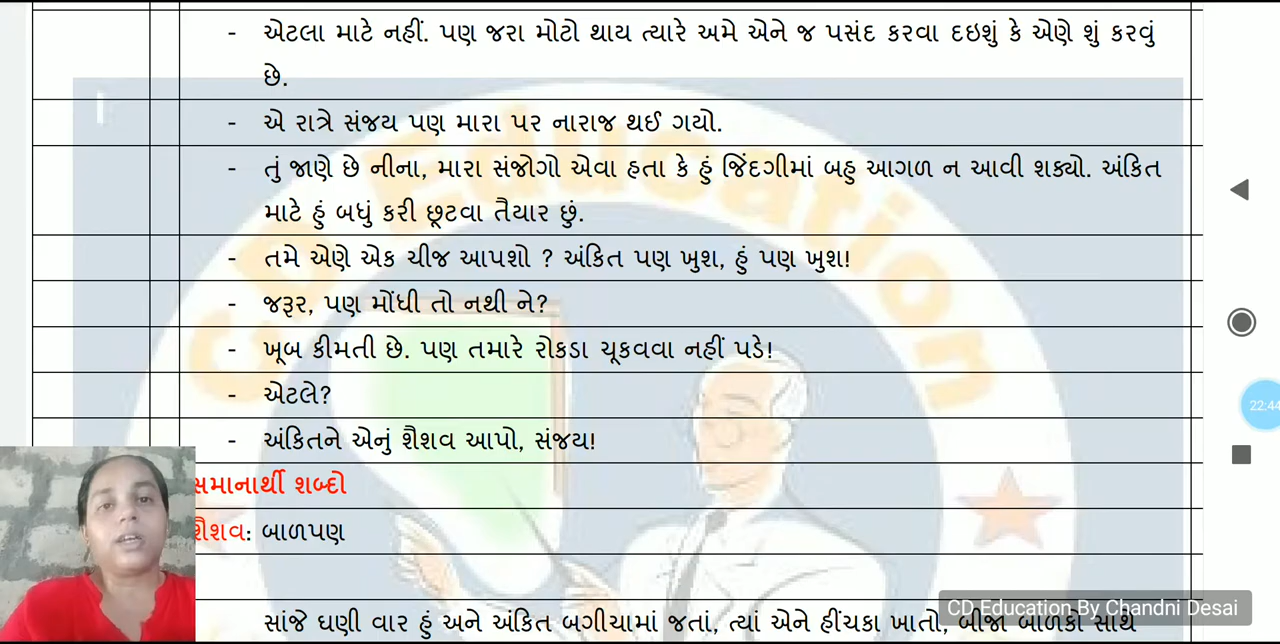 - એટલા માટે નહીં. પણ જરા મોટો થાય ત્યારે અમે એને જ પસંદ કરવા દઇશું કે એણે શું કરવું
છે.
- એ રાત્રે સંજય પણ મારા પર નારાજ થઈ ગયો.
- તું જાણે છે નીના, મારા સંજોગો એવા હતા કે હું જિંદગીમાં બહુ આગળ ન આવી શક્યો. અંકિત
માટે હું બધું કરી છૂટવા તૈયાર છું.
- તમે એણે એક ચીજ આપશો ? અંકિત પણ ખુશ, હું પણ ખુશ!
- જરૂર, પણ મોંઘી તો નથી ને?
- ખૂબ કીમતી છે. પણ તમારે રોકડા ચૂકવવા નહીં પડે!
- એટલે?
- અંકિતને એનું શૈશવ આપો, સંજય!
સમાનાર્થી શબ્દો
શૈશવ: બાળપણ
સાંજે ઘણી વાર હું અને અંકિત બગીચામાં જતાં, ત્યાં એને હીંચકા ખાતો, બીજા બાળકો સાથે
CD Education
22:44
CD Education By Chandni Desai